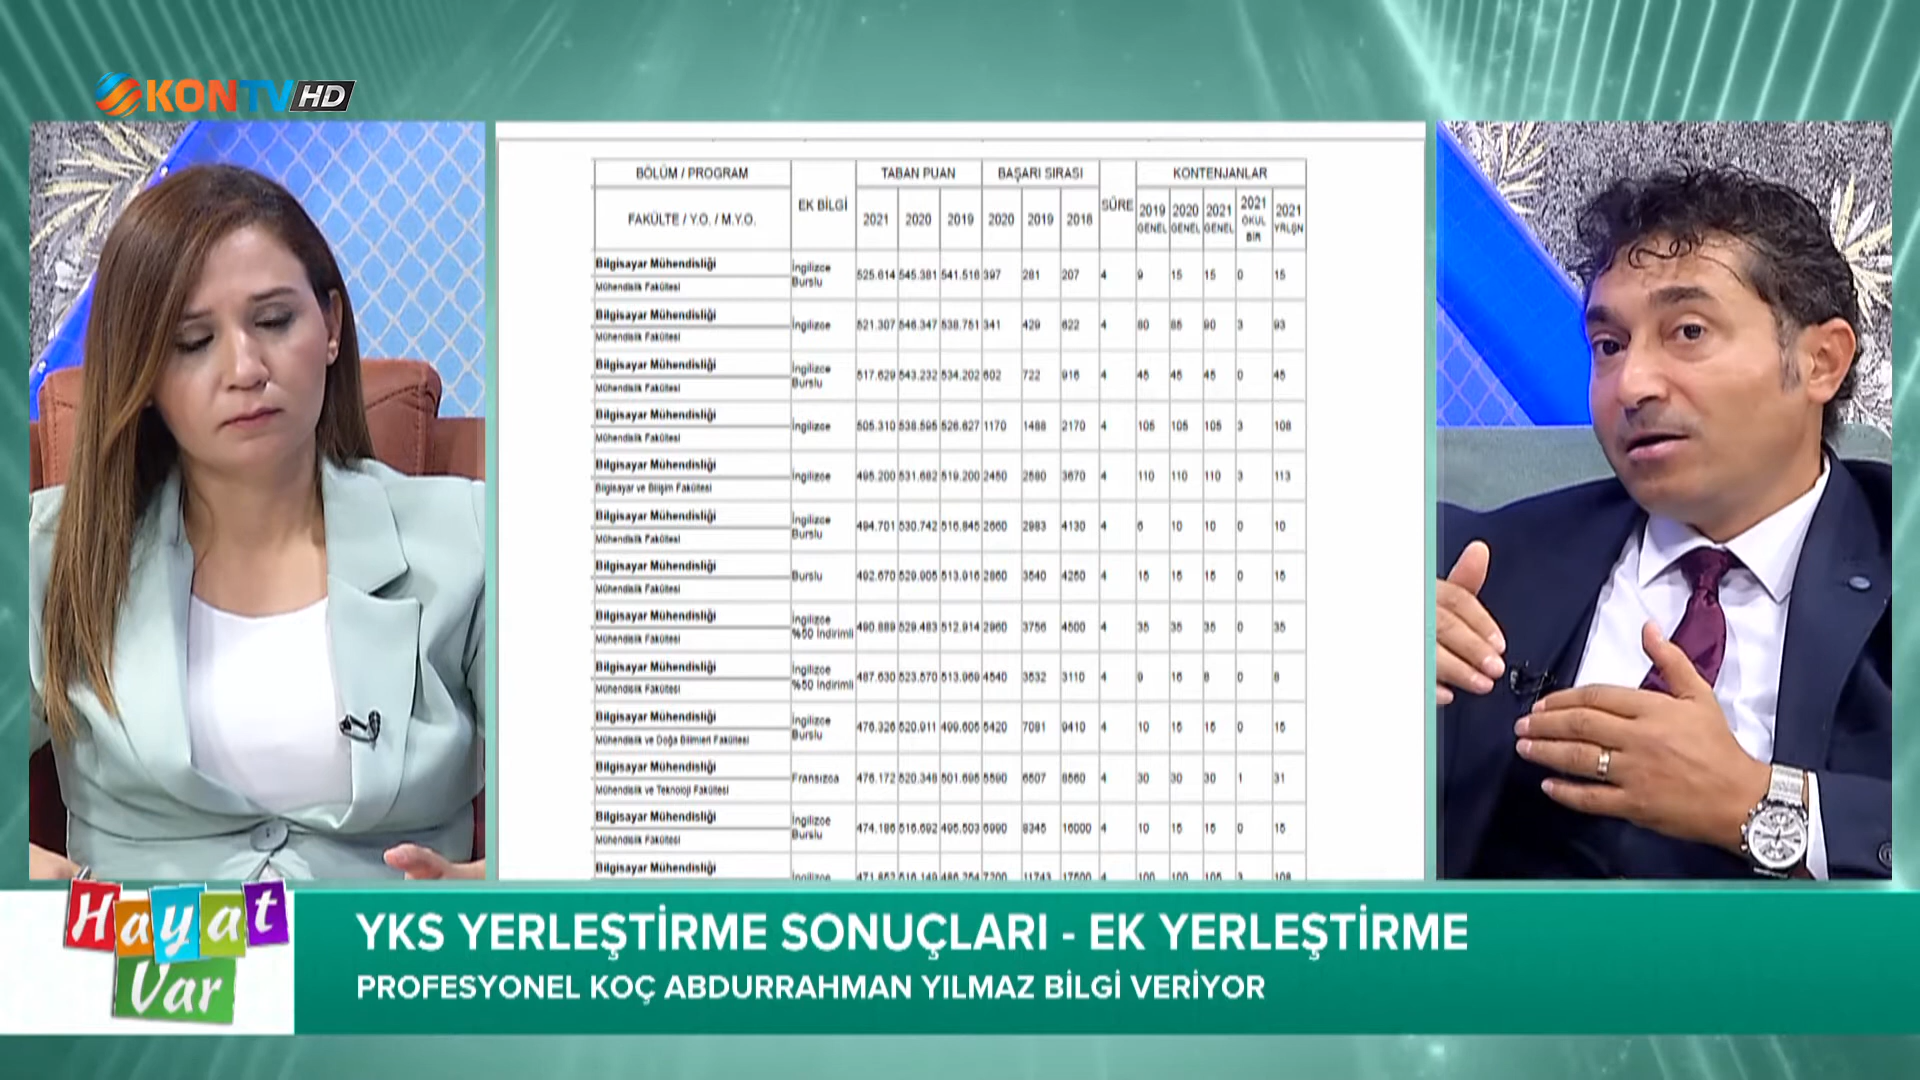 KONTV HD
BÖLÜM / PROGRAM EK BİLGİ TABAN PUAN BAŞARI SIRASI SÜRE KONTENJANLAR
FAKÜLTE / Y.O. / M.Y.O. 2021 2020 2019 2020 2019 2018 2019 GENEL 2020 GENEL 2021 GENEL 2021 OKUL BİR 2021 YRLŞN
Bilgisayar Mühendisliği İngilizce Burslu 525.614 545.381 541.516 397 281 207 4 9 15 15 0 15
Mühendislik Fakültesi
Bilgisayar Mühendisliği İngilizce 521.307 546.347 538.751 341 429 622 4 80 85 90 3 93
Mühendislik Fakültesi
Bilgisayar Mühendisliği İngilizce Burslu 517.629 543.232 534.202 602 722 916 4 45 45 45 0 45
Mühendislik Fakültesi
Bilgisayar Mühendisliği İngilizce 505.310 538.595 526.627 1170 1488 2170 4 105 105 105 3 108
Mühendislik Fakültesi
Bilgisayar Mühendisliği İngilizce 495.200 531.682 519.200 2450 2580 3670 4 110 110 110 3 113
Bilgisayar ve Bilişim Fakültesi
Bilgisayar Mühendisliği İngilizce Burslu 494.701 530.742 516.845 2660 2983 4130 4 6 10 10 0 10
Mühendislik Fakültesi
Bilgisayar Mühendisliği Burslu 492.670 529.905 513.016 2860 3540 4250 4 15 15 15 0 15
Mühendislik Fakültesi
Bilgisayar Mühendisliği İngilizce %50 İndirimli 490.889 529.483 512.914 2960 3756 4500 4 35 35 35 0 35
Mühendislik Fakültesi
Bilgisayar Mühendisliği İngilizce %50 İndirimli 487.630 523.570 513.969 4540 3632 3110 4 9 16 8 0 8
Mühendislik Fakültesi
Bilgisayar Mühendisliği İngilizce Burslu 476.326 520.911 499.605 5420 7091 9410 4 10 15 15 0 15
Mühendislik ve Doğa Bilimleri Fakültesi
Bilgisayar Mühendisliği Fransızca 476.172 520.348 501.695 5590 6507 8560 4 30 30 30 1 31
Mühendislik ve Teknoloji Fakültesi
Bilgisayar Mühendisliği İngilizce Burslu 474.186 516.692 495.503 6990 8345 16000 4 10 15 15 0 15
Mühendislik Fakültesi
Bilgisayar Mühendisliği İngilizce
Hayat
Var
YKS YERLEŞTİRME SONUÇLARI - EK YERLEŞTİRME
PROFESYONEL KOÇ ABDURRAHMAN YILMAZ BİLGİ VERİYOR